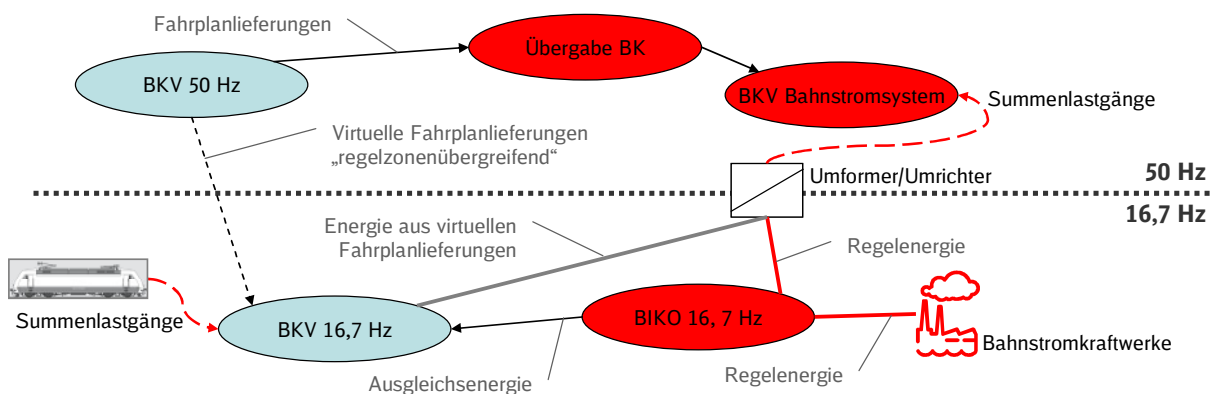 Fahrplanlieferungen
Übergabe BK
BKV 50 Hz
BKV Bahnstromsystem
Summenlastgänge
Virtuelle Fahrplanlieferungen
„regelzonenübergreifend“
Umformer/Umrichter
50 Hz
16,7 Hz
Energie aus virtuellen
Fahrplanlieferungen
Regelenergie
Summenlastgänge
BKV 16,7 Hz
BIKO 16, 7 Hz
Bahnstromkraftwerke
Ausgleichsenergie
Regelenergie